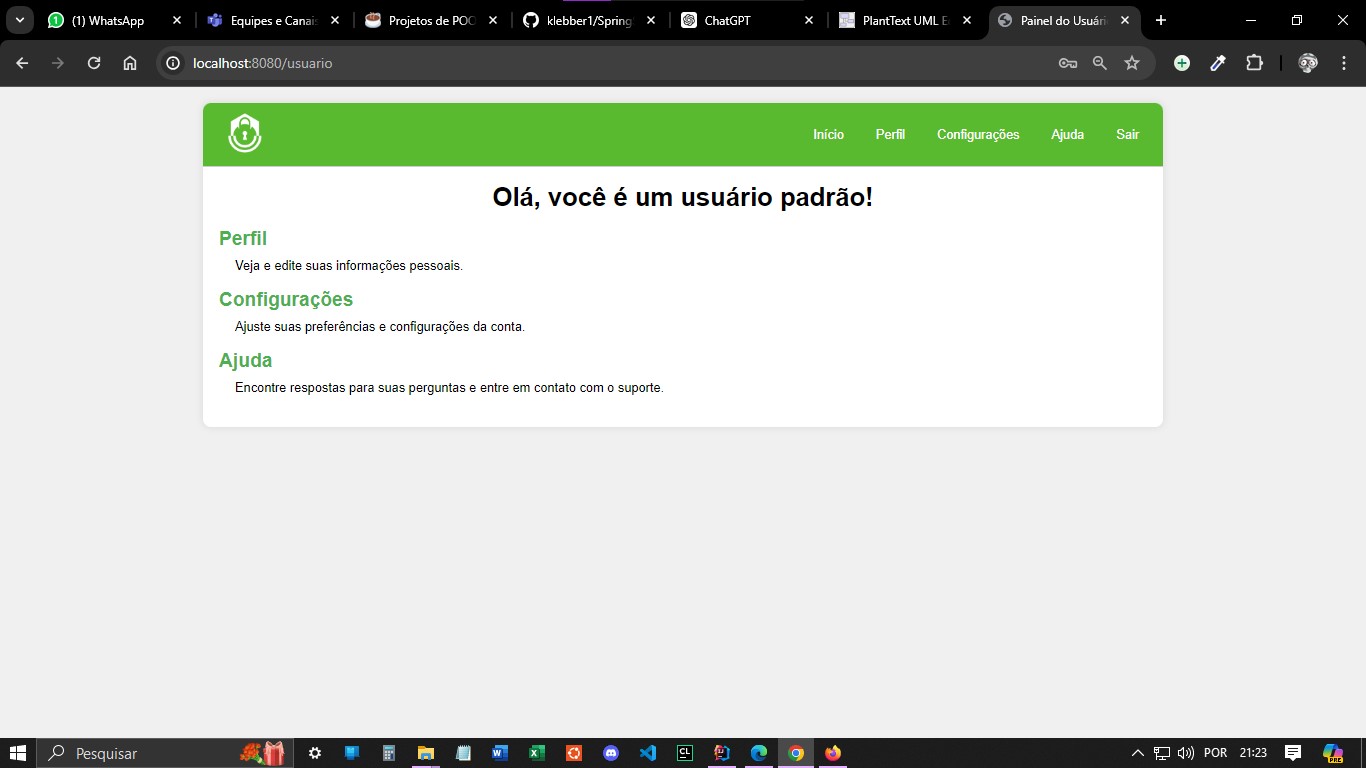 (1) WhatsApp
Equipes e Canais
Projetos de POO
klebber1/Spring
ChatGPT
PlantText UML E
Painel do Usuári
localhost:8080/usuario
Início Perfil Configurações Ajuda Sair
Olá, você é um usuário padrão!
Perfil
Veja e edite suas informações pessoais.
Configurações
Ajuste suas preferências e configurações da conta.
Ajuda
Encontre respostas para suas perguntas e entre em contato com o suporte.
Pesquisar
POR
21:23